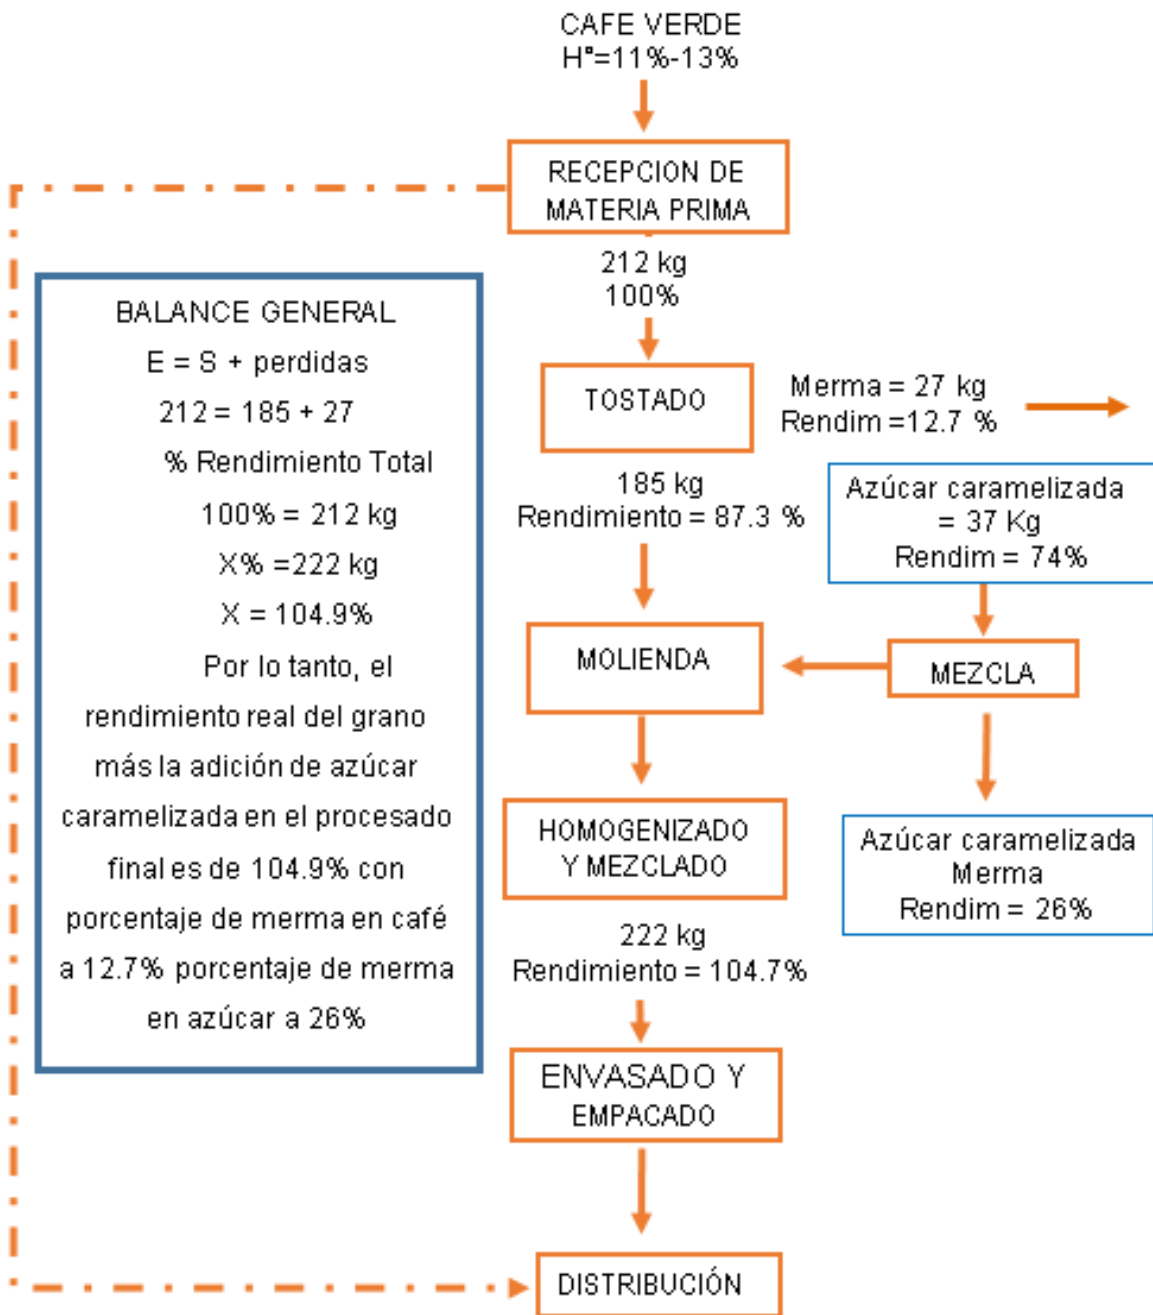 CAFE VERDE
H°=11%-13%
RECEPCION DE
MATERIA PRIMA
212 kg
100%
TOSTADO
Merma = 27 kg
Rendim =12.7 %
185 kg
Rendimiento = 87.3 %
Azúcar caramelizada
= 37 Kg
Rendim = 74%
MOLIENDA
MEZCLA
HOMOGENIZADO
Y MEZCLADO
Azúcar caramelizada
Merma
Rendim = 26%
222 kg
Rendimiento = 104.7%
ENVASADO Y
EMPACADO
DISTRIBUCIÓN
BALANCE GENERAL
E = S + perdidas
212 = 185 + 27
% Rendimiento Total
100% = 212 kg
X% =222 kg
X = 104.9%
Por lo tanto, el
rendimiento real del grano
más la adición de azúcar
caramelizada en el procesado
final es de 104.9% con
porcentaje de merma en café
a 12.7% porcentaje de merma
en azúcar a 26%